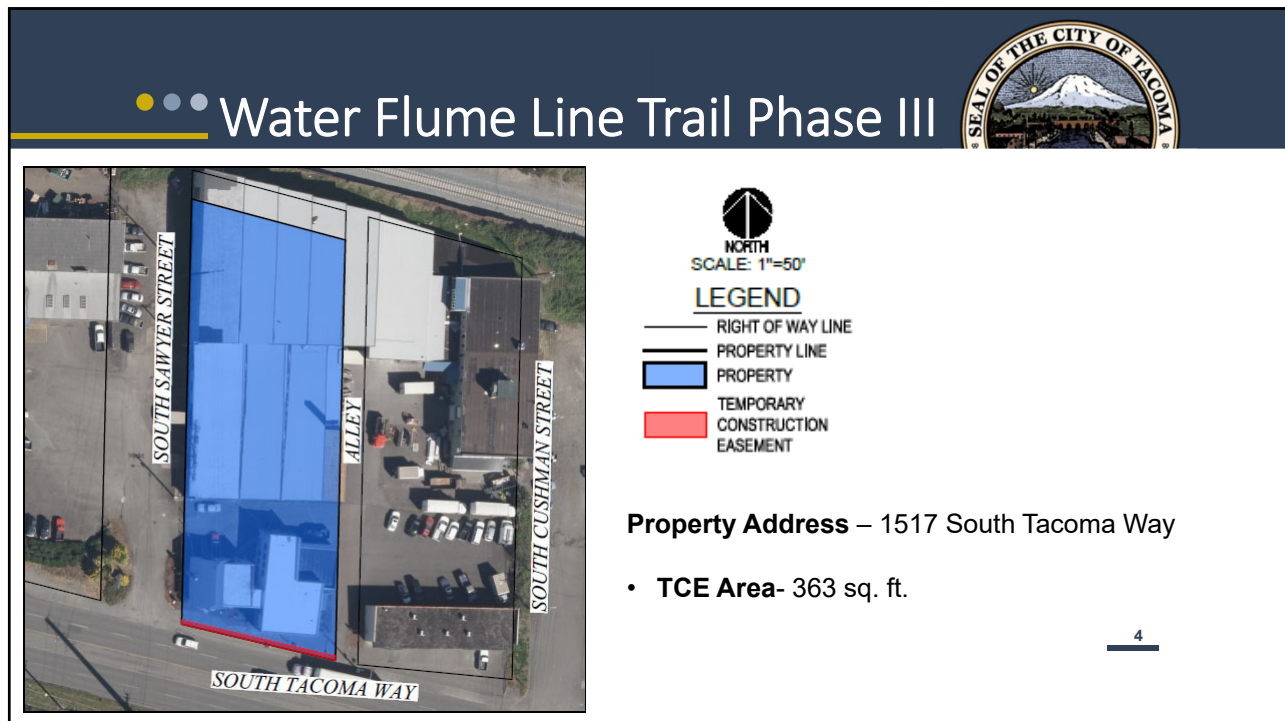 Water Flume Line Trail Phase III
SEAL OF THE CITY OF TACOMA
SOUTH SAWYER STREET
ALLEY
SOUTH CUSHMAN STREET
SOUTH TACOMA WAY
NORTH
SCALE: 1"=50'
LEGEND
RIGHT OF WAY LINE
PROPERTY LINE
PROPERTY
TEMPORARY
CONSTRUCTION
EASEMENT
Property Address – 1517 South Tacoma Way
• TCE Area- 363 sq. ft.
4